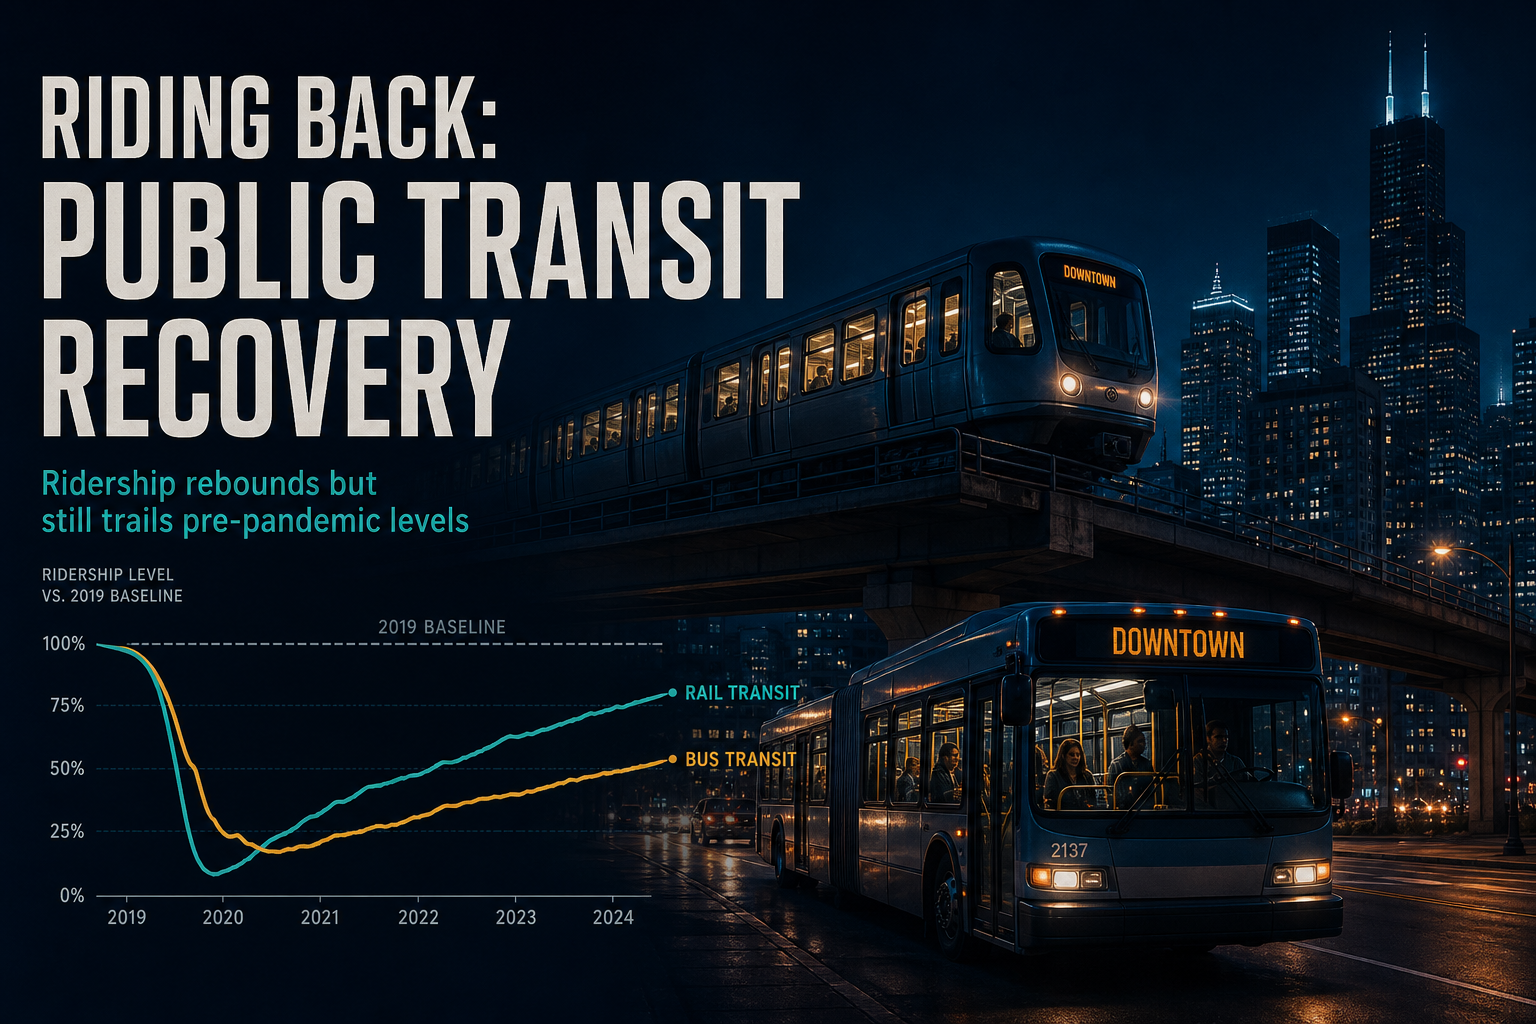 RIDING BACK:
PUBLIC TRANSIT
RECOVERY
Ridership rebounds but
still trails pre-pandemic levels
RIDERSHIP LEVEL
VS. 2019 BASELINE
2019 BASELINE
100%
75%
50%
25%
0%
RAIL TRANSIT
BUS TRANSIT
2019 2020 2021 2022 2023 2024
DOWNTOWN
DOWNTOWN
2137